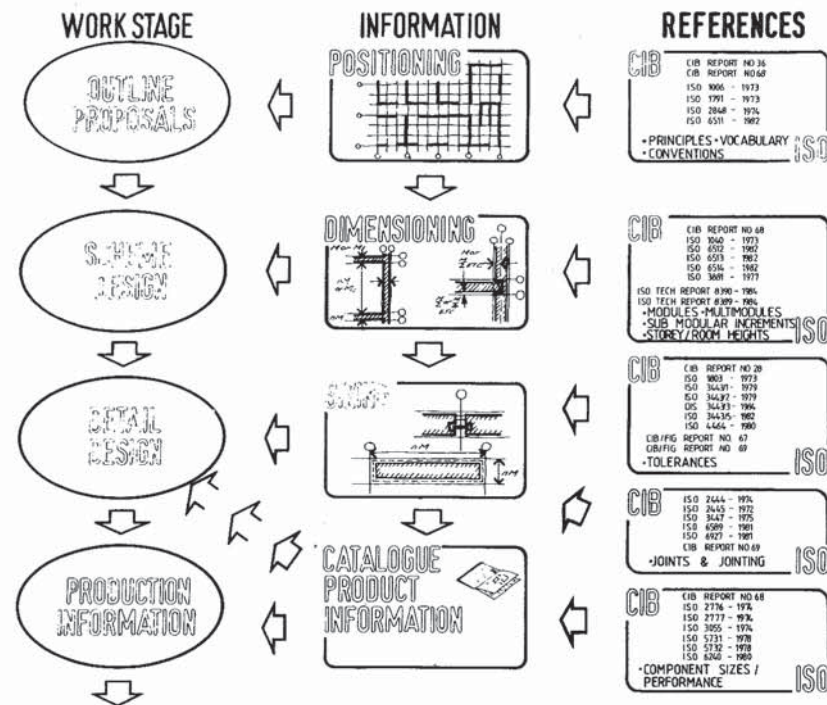 WORK STAGE
INFORMATION
REFERENCES
OUTLINE
PROPOSALS
POSITIONING
CIB
CIB REPORT NO 36
CIB REPORT NO 68
ISO 1006 - 1973
ISO 1791 - 1973
ISO 2848 - 1974
ISO 6511 - 1982
•PRINCIPLES •VOCABULARY
•CONVENTIONS
ISO
SCHEME
DESIGN
DIMENSIONING
nM
CIB
CIB REPORT NO 68
ISO 1040 - 1973
ISO 6512 - 1982
ISO 6513 - 1982
ISO 6514 - 1982
ISO 3881 - 1977
ISO TECH REPORT 8390 - 1984
ISO TECH REPORT 8389 - 1984
•MODULES •MULTIMODULES
•SUB MODULAR INCREMENTS
•STOREY/ROOM HEIGHTS
ISO
DETAIL
DESIGN
nM
nM
CIB
CIB REPORT NO 28
ISO 1803 - 1973
ISO 3443/1 - 1979
ISO 3443/2 - 1979
DIS 3443/3 - 1984
ISO 3443/5 - 1982
ISO 4464 - 1980
CIB/FIG REPORT NO 67
CIB/FIG REPORT NO 69
•TOLERANCES
ISO
CIB
ISO 2444 - 1974
ISO 2445 - 1972
ISO 3447 - 1975
ISO 6589 - 1981
ISO 6927 - 1981
CIB REPORT NO 69
•JOINTS & JOINTING
ISO
PRODUCTION
INFORMATION
CATALOGUE
PRODUCT
INFORMATION
CIB
CIB REPORT NO 68
ISO 2776 - 1974
ISO 2777 - 1974
ISO 3055 - 1974
ISO 5731 - 1978
ISO 5732 - 1978
ISO 6240 - 1980
•COMPONENT SIZES /
PERFORMANCE
ISO